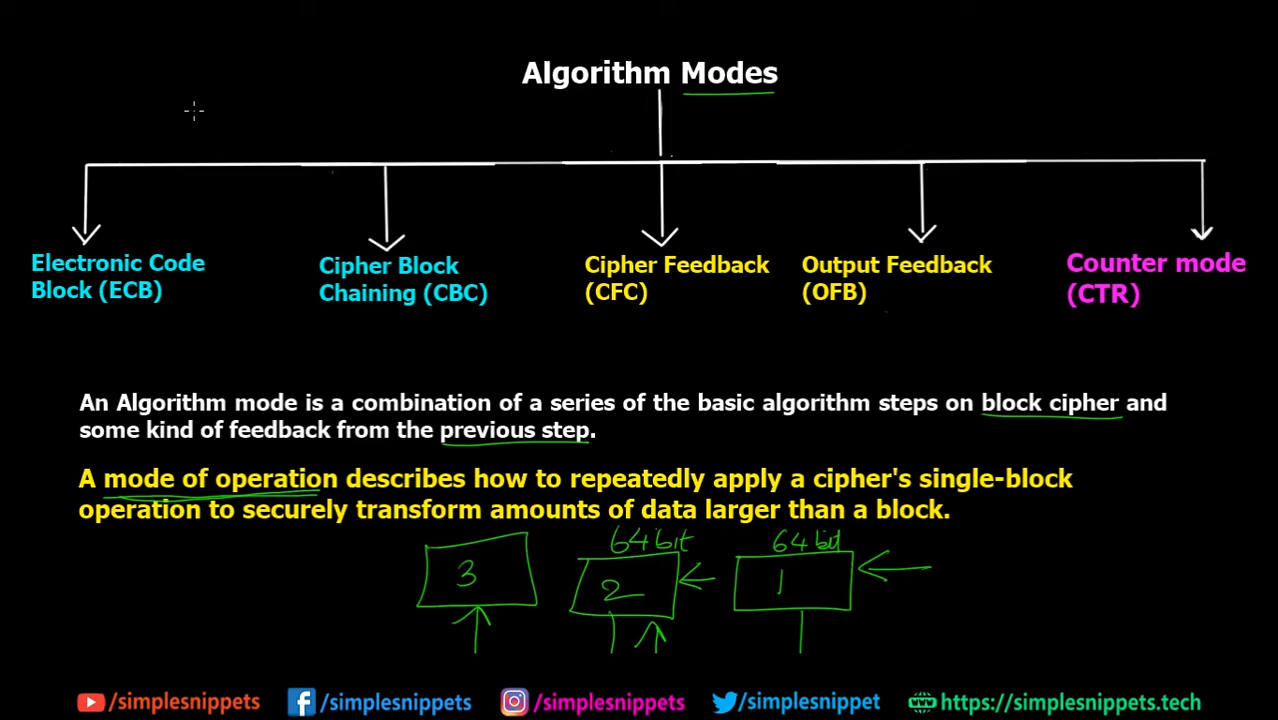 Algorithm Modes
Electronic Code
Block (ECB)
Cipher Block
Chaining (CBC)
Cipher Feedback
(CFC)
Output Feedback
(OFB)
Counter mode
(CTR)
An Algorithm mode is a combination of a series of the basic algorithm steps on block cipher and
some kind of feedback from the previous step.
A mode of operation describes how to repeatedly apply a cipher's single-block
operation to securely transform amounts of data larger than a block.
64 bit 64 bit
3 2 1
/simplesnippets /simplesnippets /simplesnippets /simplesnippets https://simplesnippets.tech